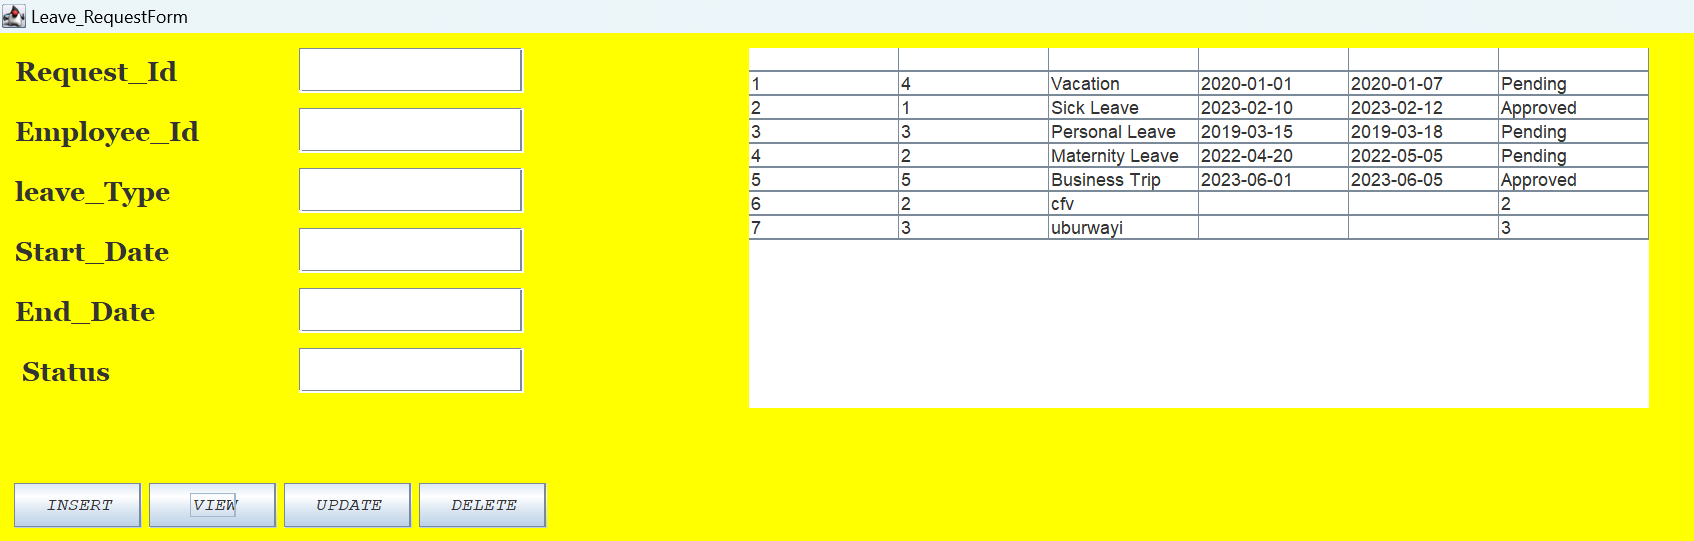 Leave_RequestForm
Request_Id
Employee_Id
leave_Type
Start_Date
End_Date
Status
1 4 Vacation 2020-01-01 2020-01-07 Pending
2 1 Sick Leave 2023-02-10 2023-02-12 Approved
3 3 Personal Leave 2019-03-15 2019-03-18 Pending
4 2 Maternity Leave 2022-04-20 2022-05-05 Pending
5 5 Business Trip 2023-06-01 2023-06-05 Approved
6 2 cfv 2
7 3 uburwayi 3
INSERT VIEW UPDATE DELETE